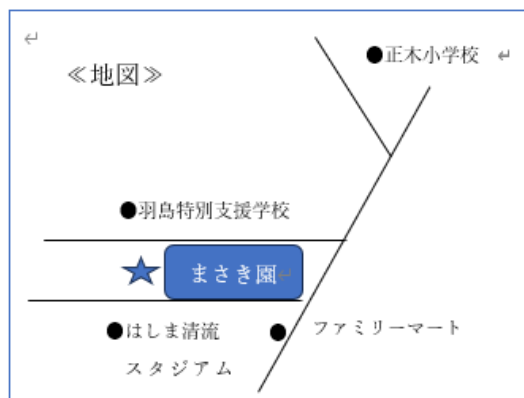 ≪地図≫
●正木小学校
●羽島特別支援学校
★ まさき園
●はしま清流
スタジアム
● ファミリーマート